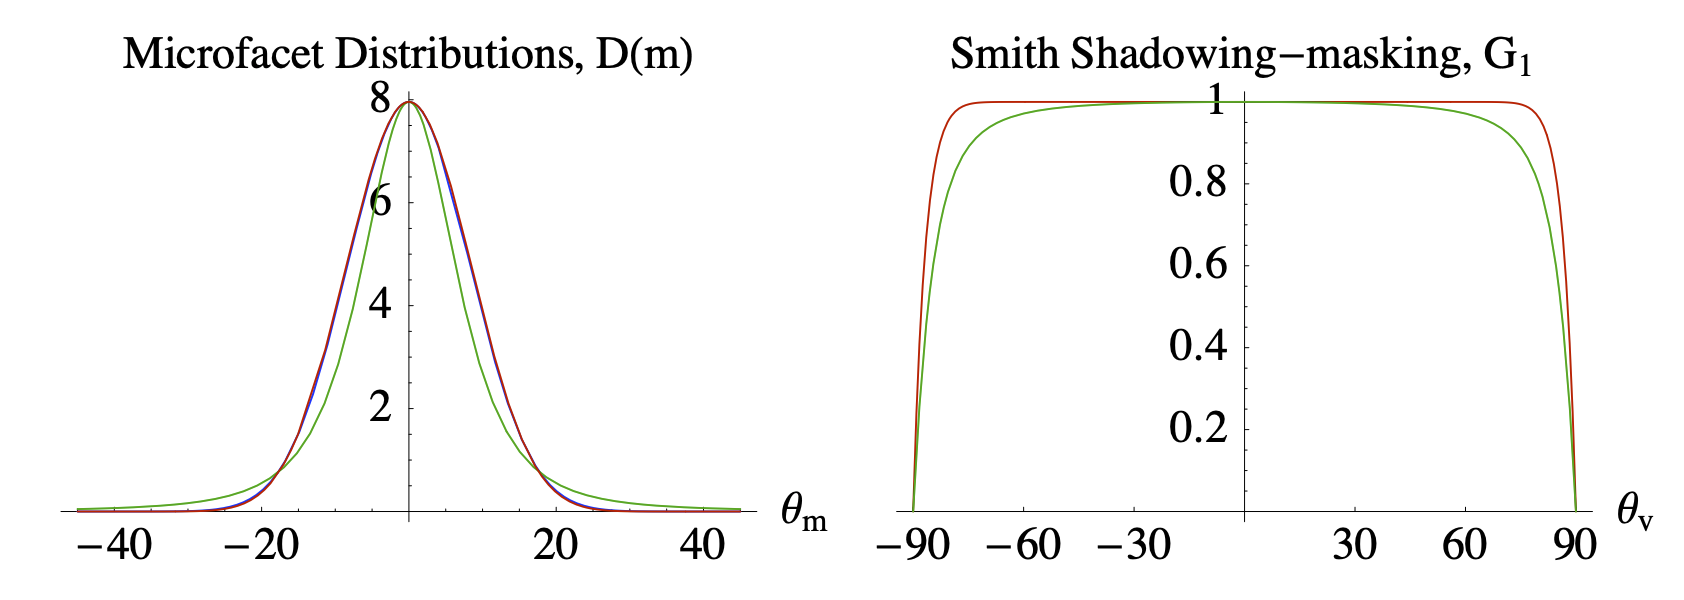 Microfacet Distributions, D(m)
8
6
4
2
−40 −20 20 40
θm
Smith Shadowing−masking, G1
1
0.8
0.6
0.4
0.2
−90 −60 −30 30 60 90
θv